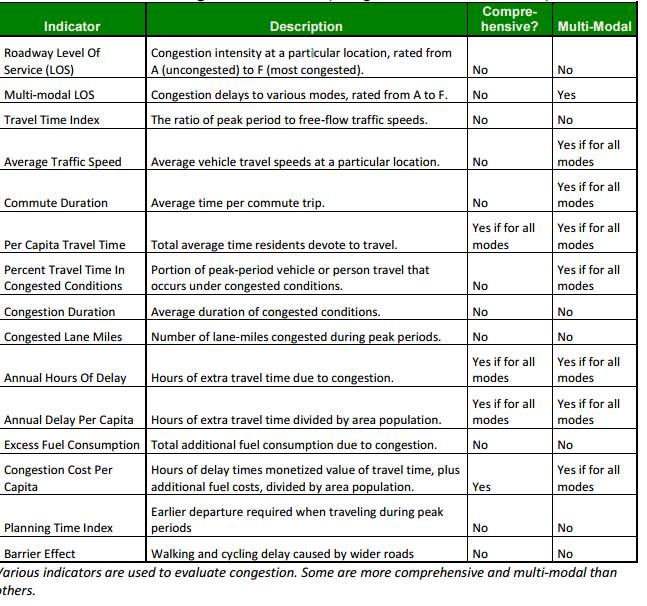 Indicator Description Compre-
hensive? Multi-Modal
Roadway Level Of
Service (LOS) Congestion intensity at a particular location, rated from
A (uncongested) to F (most congested). No No
Multi-modal LOS Congestion delays to various modes, rated from A to F. No Yes
Travel Time Index The ratio of peak period to free-flow traffic speeds. No No
Average Traffic Speed Average vehicle travel speeds at a particular location. No Yes if for all
modes
Commute Duration Average time per commute trip. No Yes if for all
modes
Per Capita Travel Time Total average time residents devote to travel. Yes if for all
modes Yes if for all
modes
Percent Travel Time In
Congested Conditions Portion of peak-period vehicle or person travel that
occurs under congested conditions. No Yes if for all
modes
Congestion Duration Average duration of congested conditions. No No
Congested Lane Miles Number of lane-miles congested during peak periods. No No
Annual Hours Of Delay Hours of extra travel time due to congestion. Yes if for all
modes Yes if for all
modes
Annual Delay Per Capita Hours of extra travel time divided by area population. Yes if for all
modes Yes if for all
modes
Excess Fuel Consumption Total additional fuel consumption due to congestion. No No
Congestion Cost Per
Capita Hours of delay times monetized value of travel time, plus
additional fuel costs, divided by area population. Yes Yes if for all
modes
Planning Time Index Earlier departure required when traveling during peak
periods No No
Barrier Effect Walking and cycling delay caused by wider roads No No
Various indicators are used to evaluate congestion. Some are more comprehensive and multi-modal than
others.